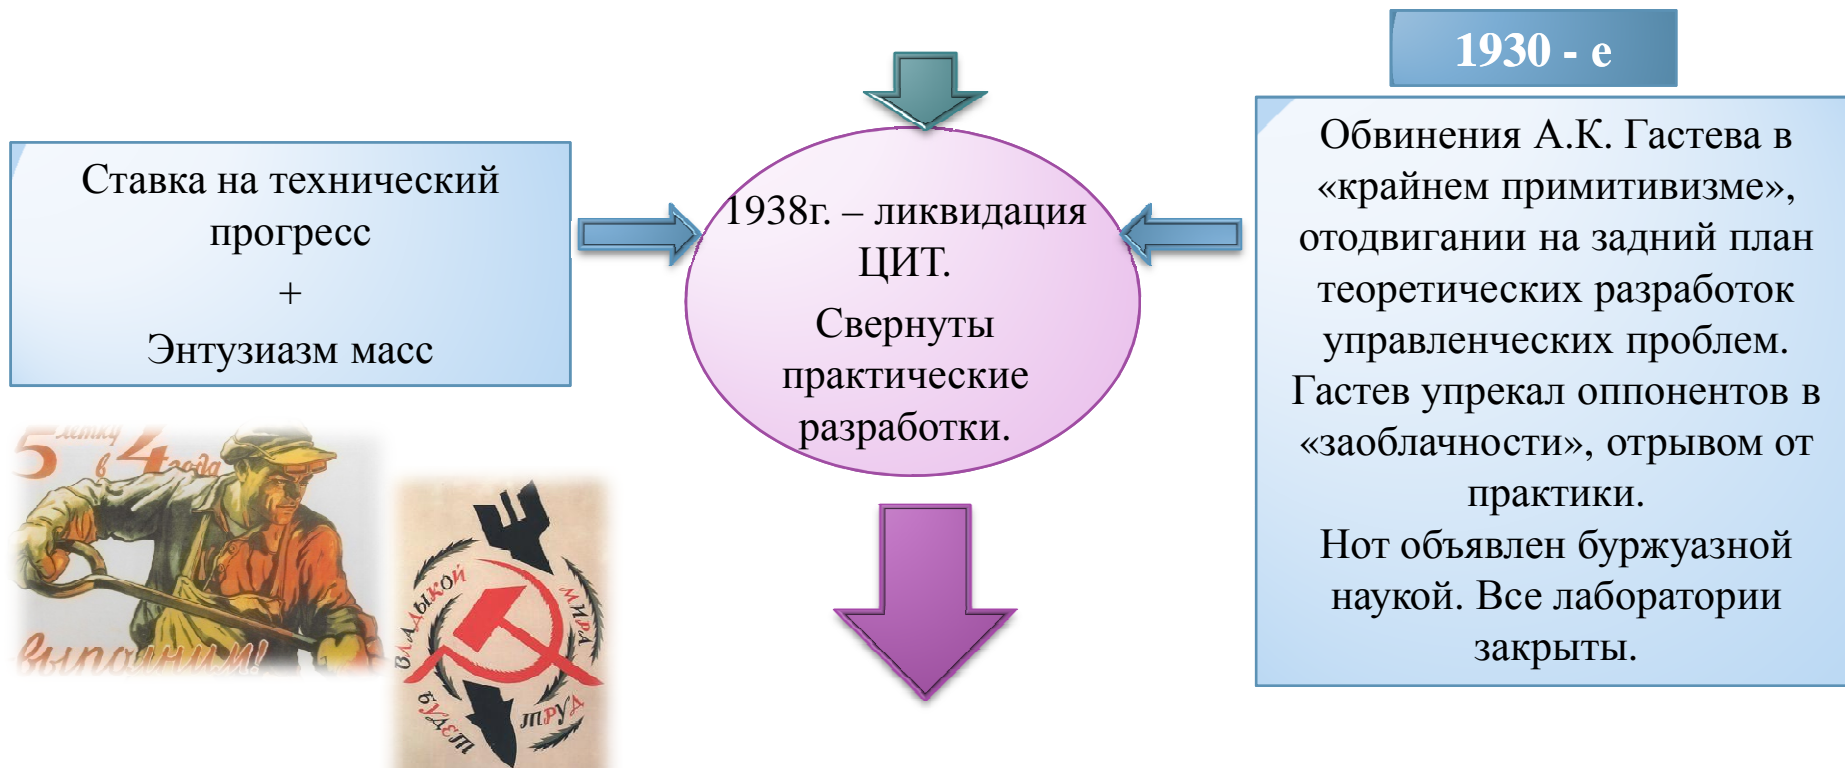 1930 - е
Ставка на технический
прогресс
+
Энтузиазм масс
1938г. – ликвидация
ЦИТ.
Свернуты
практические
разработки.
Обвинения А.К. Гастева в
«крайнем примитивизме»,
отодвигании на задний план
теоретических разработок
управленческих проблем.
Гастев упрекал оппонентов в
«заоблачности», отрывом от
практики.
Нот объявлен буржуазной
наукой. Все лаборатории
закрыты.
5 летку
в 4 года
выполним!
ВЛАДЫКОЙ
МИРА
БУДЕТ
ТРУД